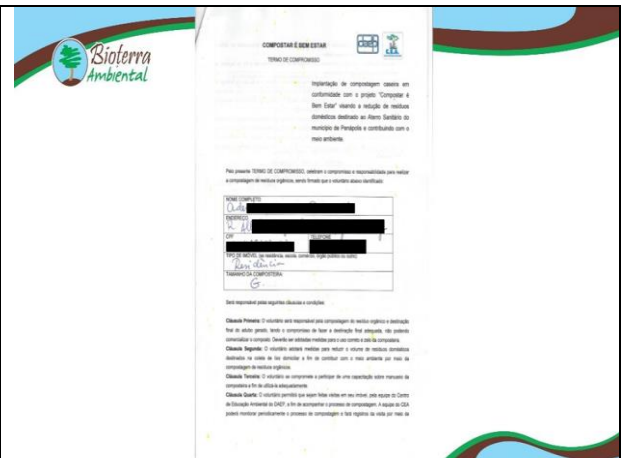 Bioterra
Ambiental
COMPOSTAR É BEM ESTAR
TERMO DE COMPROMISSO
DAEP
CEA
Implantação de compostagem caseira em
conformidade com o projeto "Compostar é
Bem Estar" visando a redução de resíduos
domésticos destinado ao Aterro Sanitário do
município de Penápolis e contribuindo com o
meio ambiente.
Pelo presente TERMO DE COMPROMISSO, celebram o compromisso e responsabilidade para realizar
a compostagem de resíduos orgânicos, sendo firmado que o voluntário abaixo identificado:
NOME COMPLETO:
ENDEREÇO:
R.
CPF
TELEFONE
TIPO DE IMÓVEL (se residência, escola, comércio, órgão público ou outro):
Residência
TAMANHO DA COMPOSTEIRA:
G
Será responsável pelas seguintes cláusulas e condições:
Cláusula Primeira: O voluntário será responsável pela compostagem do resíduo orgânico e destinação
final do adubo gerado, tendo o compromisso de fazer a destinação final adequada, não podendo
comercializar o composto. Deverão ser adotadas medidas para o uso correto e zelo da composteira.
Cláusula Segunda: O voluntário adotará medidas para reduzir o volume de resíduos domésticos
destinados na coleta de lixo domiciliar a fim de contribuir com o meio ambiente por meio da
compostagem de resíduos orgânicos.
Cláusula Terceira: O voluntário se compromete a participar de uma capacitação sobre manuseio da
composteira a fim de utilizá-la adequadamente.
Cláusula Quarta: O voluntário permitirá que sejam feitas visitas em seu imóvel, pela equipe do Centro
de Educação Ambiental do DAEP, a fim de acompanhar o processo de compostagem. A equipe do CEA
poderá monitorar periodicamente o processo de compostagem e fará registros da visita por meio da